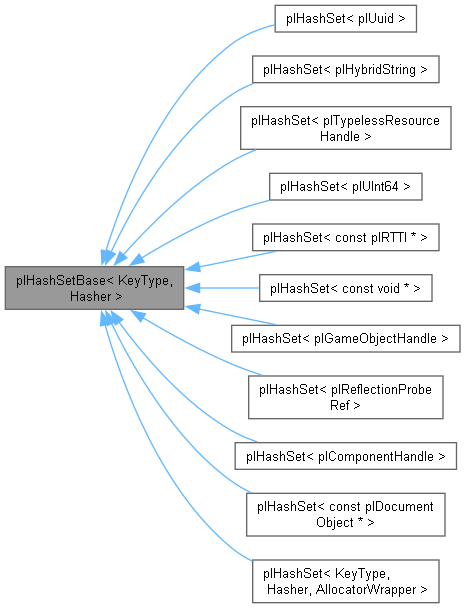 plHashSet< plUuid >
plHashSet< plHybridString >
plHashSet< plTypelessResource
Handle >
plHashSet< plUInt64 >
plHashSet< const plRTTI * >
plHashSetBase< KeyType,
Hasher >
plHashSet< const void * >
plHashSet< plGameObjectHandle >
plHashSet< plReflectionProbe
Ref >
plHashSet< plComponentHandle >
plHashSet< const plDocument
Object * >
plHashSet< KeyType,
Hasher, AllocatorWrapper >